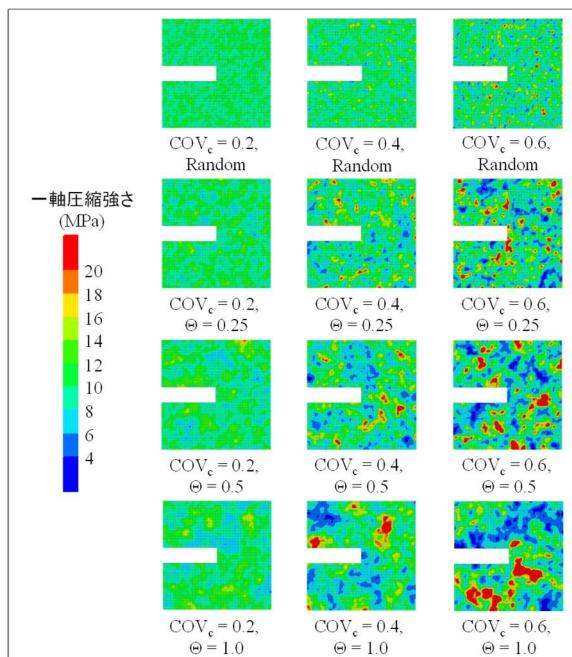 COVc = 0.2,
Random
COVc = 0.4,
Random
COVc = 0.6,
Random
一軸圧縮強さ
(MPa)
20
18
16
14
12
10
8
6
4
COVc = 0.2,
Θ = 0.25
COVc = 0.4,
Θ = 0.25
COVc = 0.6,
Θ = 0.25
COVc = 0.2,
Θ = 0.5
COVc = 0.4,
Θ = 0.5
COVc = 0.6,
Θ = 0.5
COVc = 0.2,
Θ = 1.0
COVc = 0.4,
Θ = 1.0
COVc = 0.6,
Θ = 1.0